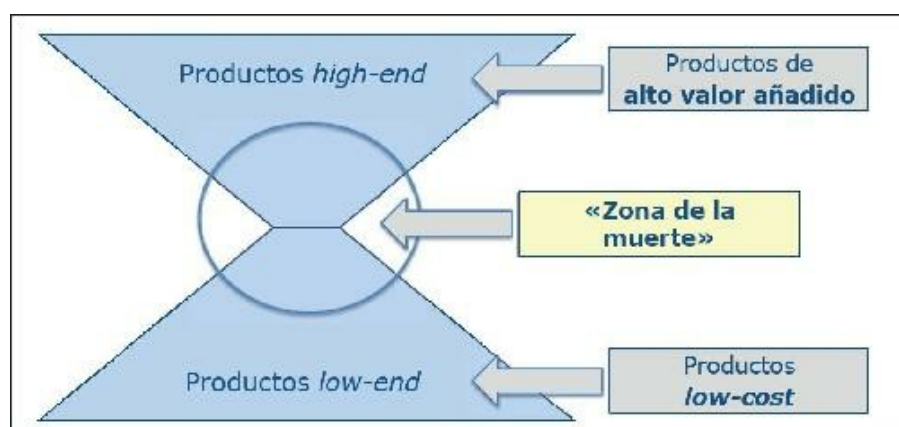 Productos high-end
Productos de
alto valor añadido
«Zona de la
muerte»
Productos low-end
Productos
low-cost